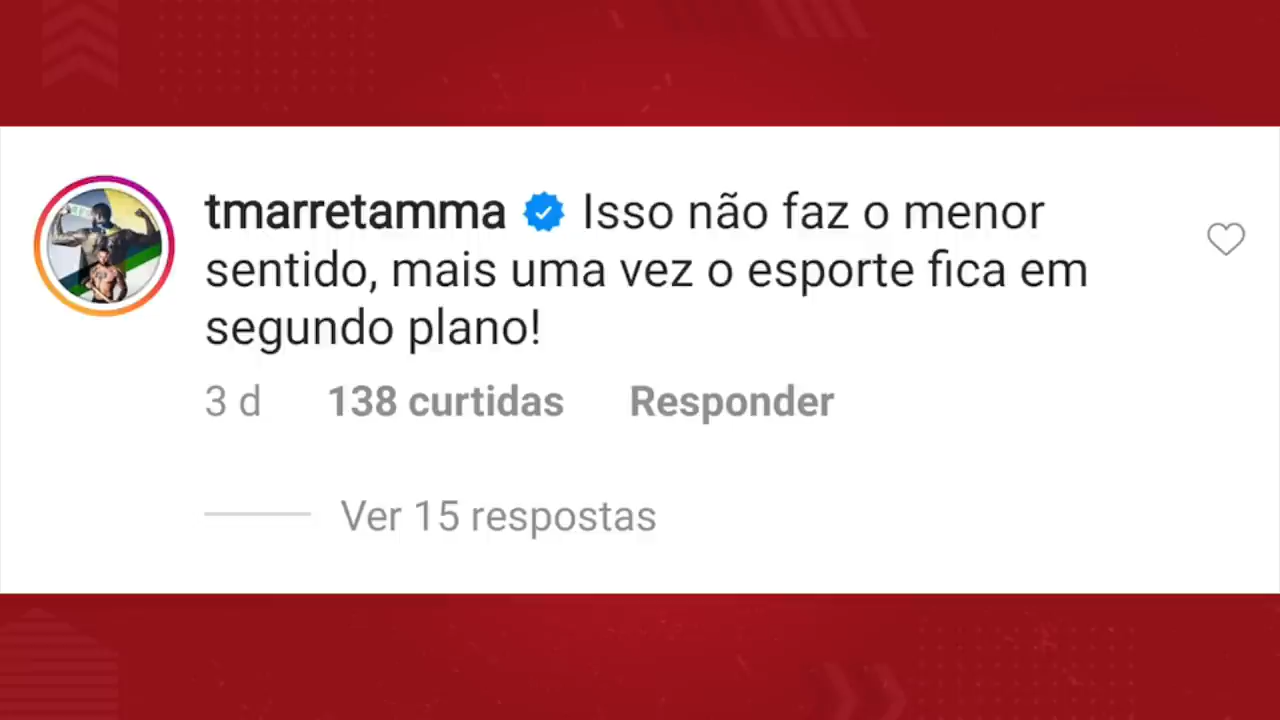 tmarretamma Isso não faz o menor
sentido, mais uma vez o esporte fica em
segundo plano!
3 d 138 curtidas Responder
Ver 15 respostas